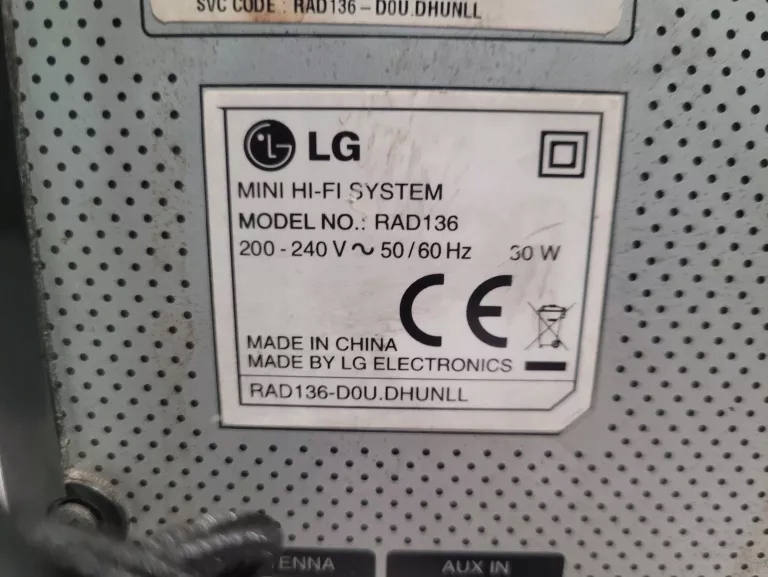 SVC CODE : RAD136 - D0U.DHUNLL
LG
MINI HI-FI SYSTEM
MODEL NO.: RAD136
200 - 240 V ~ 50 / 60 Hz 30 W
CE
MADE IN CHINA
MADE BY LG ELECTRONICS
RAD136-D0U.DHUNLL
ENNA
AUX IN